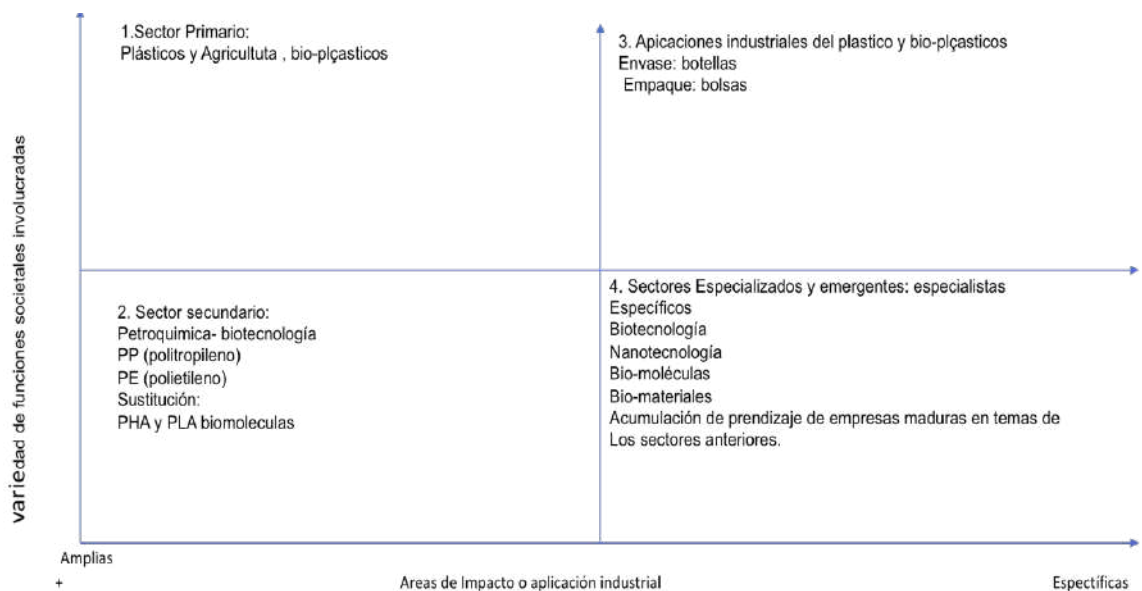 1.Sector Primario:
Plásticos y Agricultuta , bio-plçasticos
3. Apicaciones industriales del plastico y bio-plçasticos
Envase: botellas
Empaque: bolsas
variedad de funciones societales involucradas
2. Sector secundario:
Petroquimica- biotecnología
PP (politropileno)
PE (polietileno)
Sustitución:
PHA y PLA biomoleculas
4. Sectores Especializados y emergentes: especialistas
Específicos
Biotecnología
Nanotecnología
Bio-moléculas
Bio-materiales
Acumulación de prendizaje de empresas maduras en temas de
Los sectores anteriores.
Amplias
+
Areas de Impacto o aplicación industrial
Espectíficas